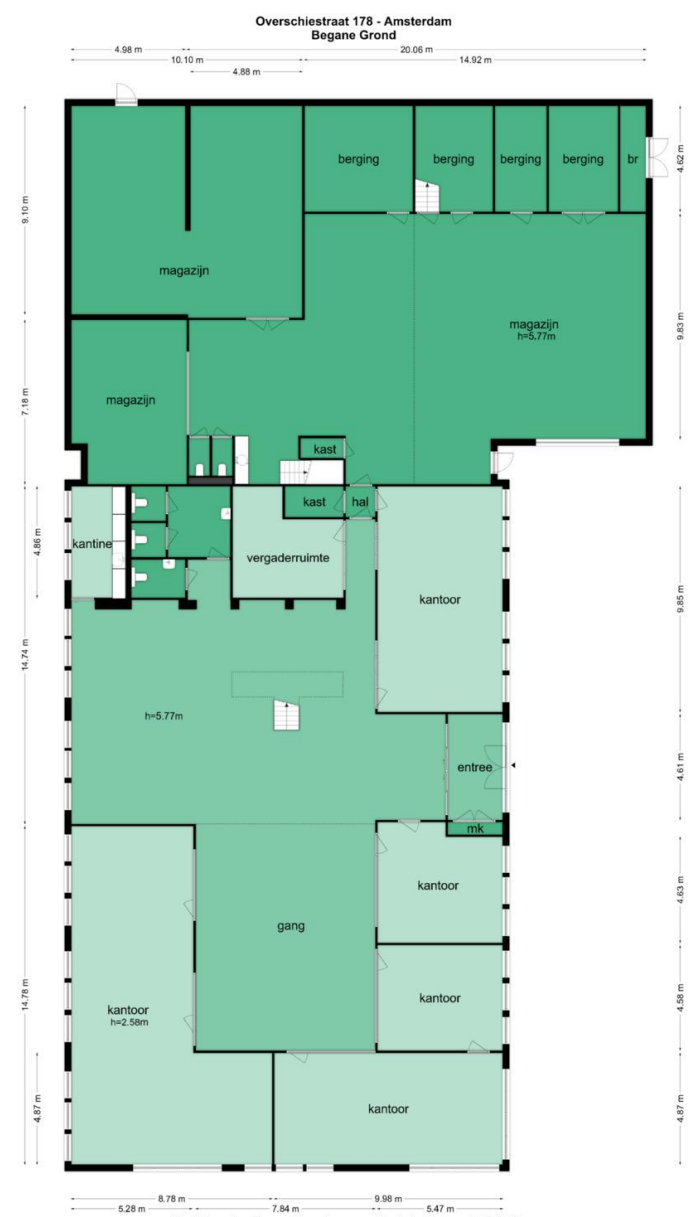 Overschiestraat 178 - Amsterdam
Begane Grond
4.98 m
20.06 m
10.10 m
14.92 m
4.88 m
berging
berging
berging
berging
br
4.62 m
9.10 m
magazijn
magazijn
h=5.77m
9.83 m
magazijn
7.18 m
kast
kast
hal
kantine
vergaderruimte
4.86 m
kantoor
9.85 m
14.74 m
h=5.77m
entree
4.61 m
mk
kantoor
4.63 m
gang
kantoor
4.58 m
14.78 m
kantoor
h=2.58m
kantoor
4.87 m
4.87 m
8.78 m
9.98 m
5.28 m
7.84 m
5.47 m